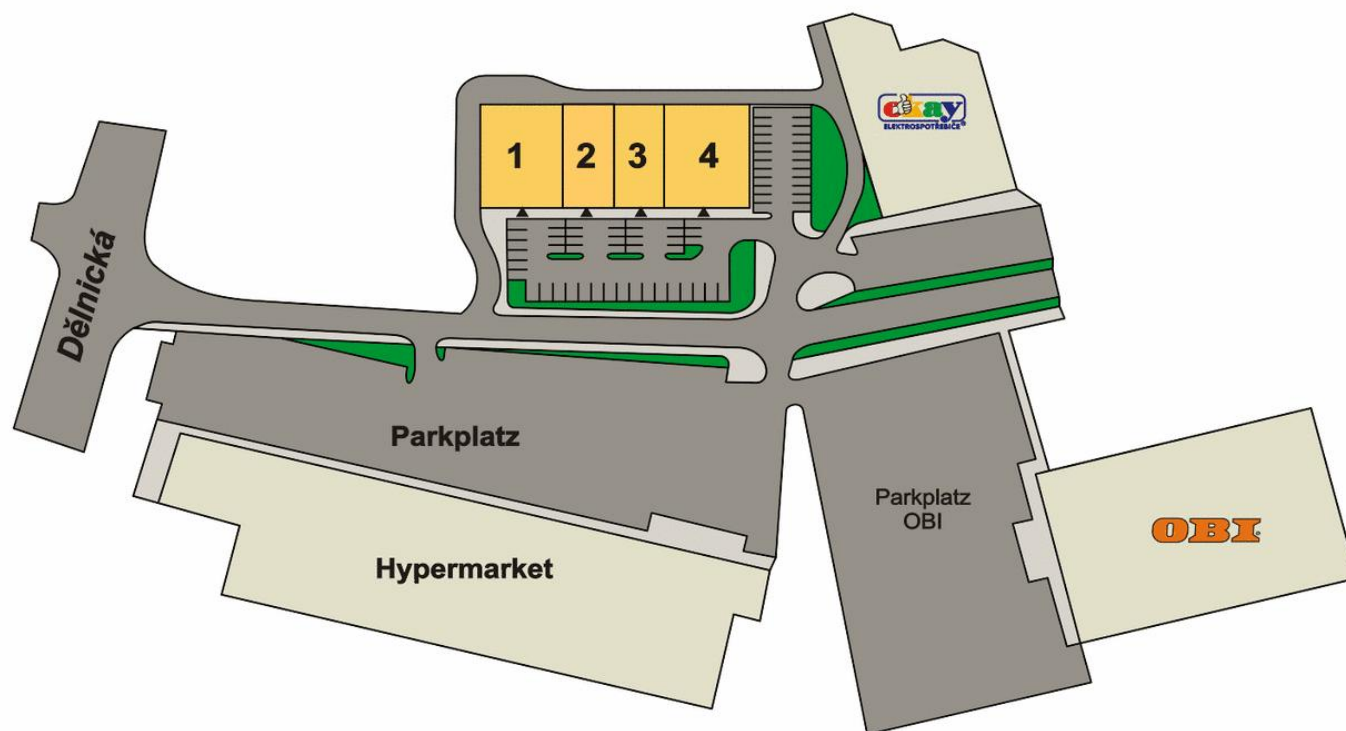 okay
ELEKTROSPOTŘEBIČE®
1 2 3 4
Dělnická
Parkplatz
Parkplatz
OBI
OBI
Hypermarket